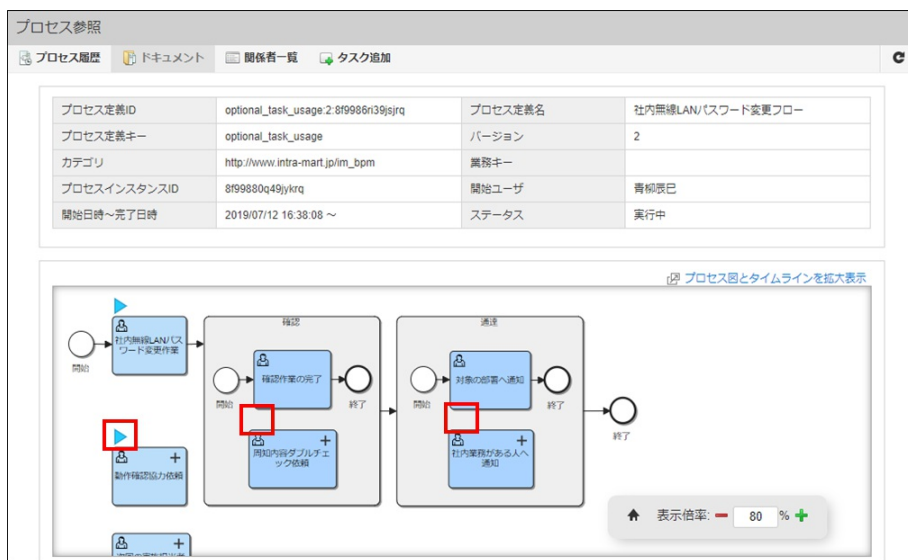 プロセス参照
プロセス履歴 ドキュメント 関係者一覧 タスク追加
プロセス定義ID optional_task_usage:2:8f9986ri39jsjrq プロセス定義名 社内無線LANパスワード変更フロー
プロセス定義キー optional_task_usage バージョン 2
カテゴリ http://www.intra-mart.jp/im_bpm 業務キー
プロセスインスタンスID 8f99880q49jykrq 開始ユーザ 青柳辰巳
開始日時～完了日時 2019/07/12 16:38:08 ～ ステータス 実行中
プロセス図とタイムラインを拡大表示
開始
社内無線LANパス
ワード変更作業
確認
開始
確認作業の完了
終了
周知内容ダブルチェ
ック依頼
通達
開始
対象の部署へ通知
終了
社内業務がある人へ
通知
終了
動作確認協力依頼
表示倍率: 80 %